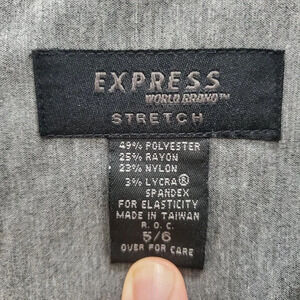 EXPRESS
WORLD BRAND™
STRETCH
49% POLYESTER
25% RAYON
23% NYLON
3% LYCRA®
SPANDEX
FOR ELASTICITY
MADE IN TAIWAN
R.O.C.
5/6
OVER FOR CARE